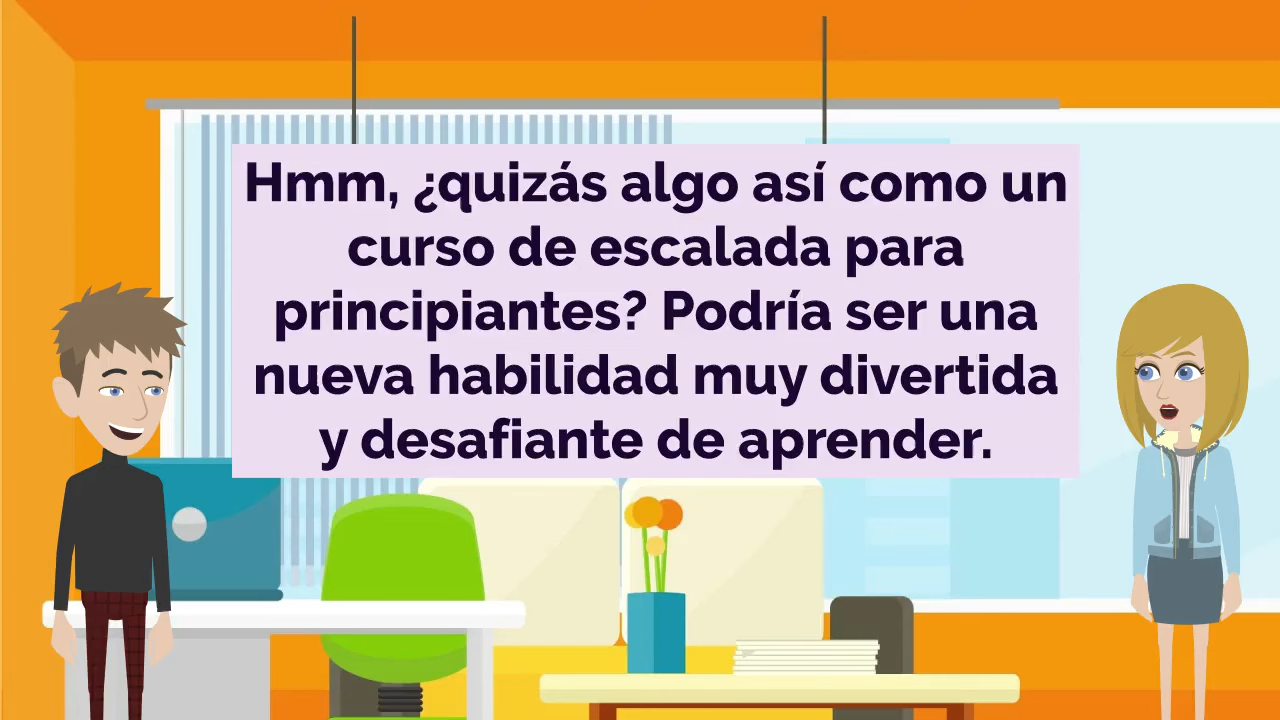 Hmm, ¿quizás algo así como un
curso de escalada para
principiantes? Podría ser una
nueva habilidad muy divertida
y desafiante de aprender.